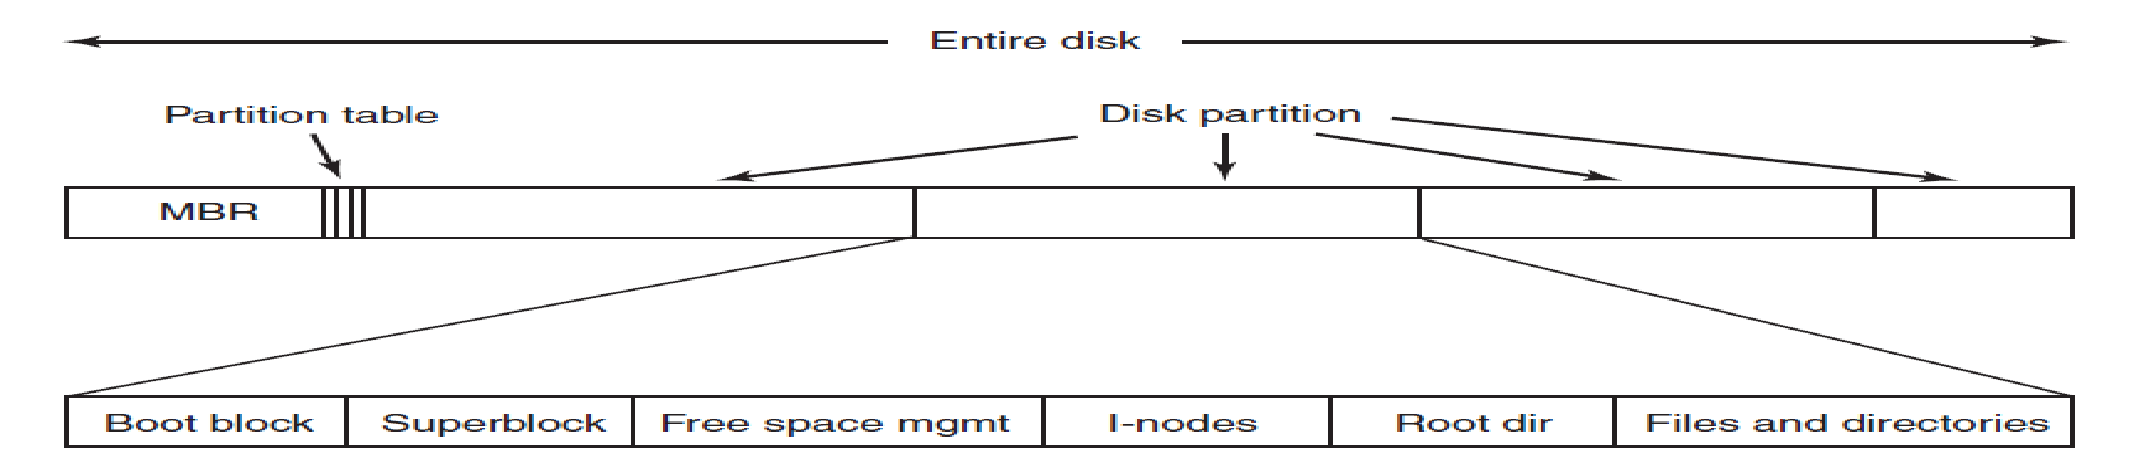 Entire disk
Partition table
Disk partition
MBR
Boot block
Superblock
Free space mgmt
I-nodes
Root dir
Files and directories